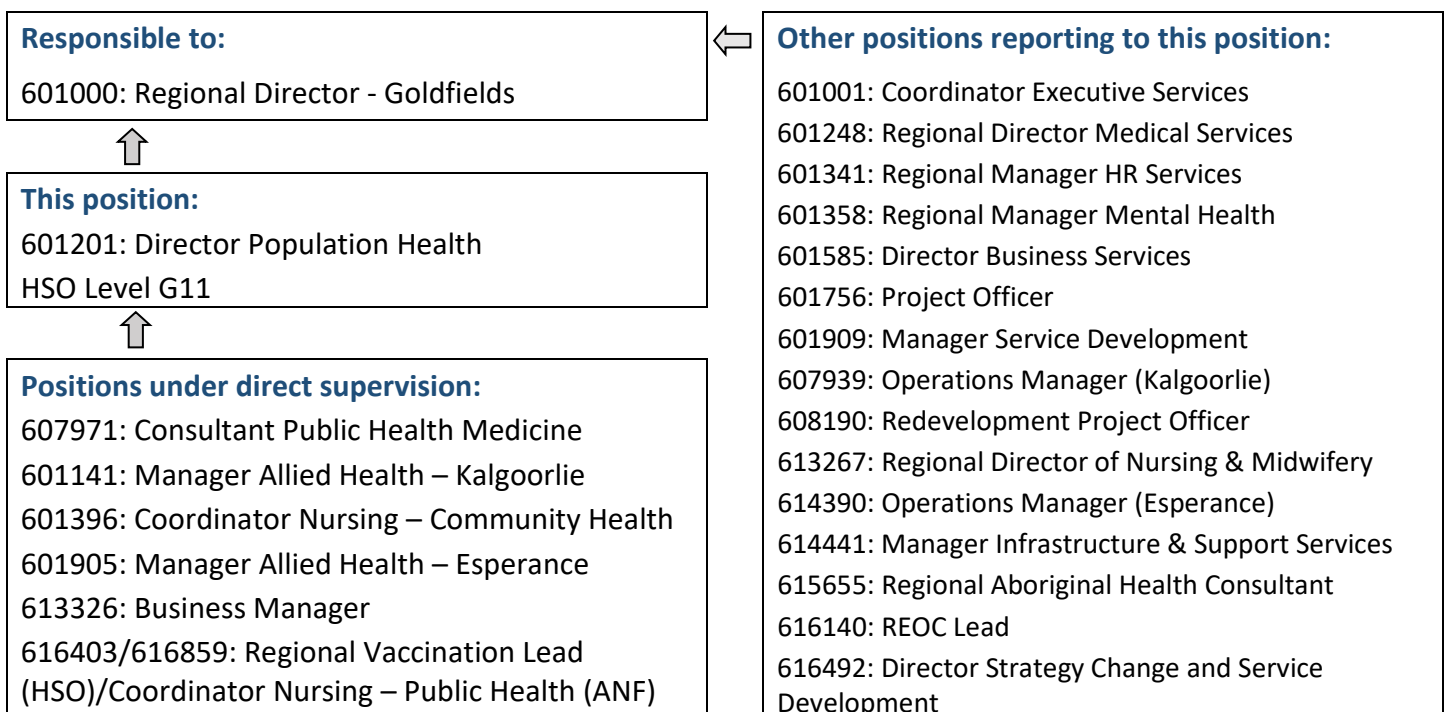 Responsible to:
601000: Regional Director - Goldfields
This position:
601201: Director Population Health
HSO Level G11
Positions under direct supervision:
607971: Consultant Public Health Medicine
601141: Manager Allied Health – Kalgoorlie
601396: Coordinator Nursing – Community Health
601905: Manager Allied Health – Esperance
613326: Business Manager
616403/616859: Regional Vaccination Lead
(HSO)/Coordinator Nursing – Public Health (ANF)
Other positions reporting to this position:
601001: Coordinator Executive Services
601248: Regional Director Medical Services
601341: Regional Manager HR Services
601358: Regional Manager Mental Health
601585: Director Business Services
601756: Project Officer
601909: Manager Service Development
607939: Operations Manager (Kalgoorlie)
608190: Redevelopment Project Officer
613267: Regional Director of Nursing & Midwifery
614390: Operations Manager (Esperance)
614441: Manager Infrastructure & Support Services
615655: Regional Aboriginal Health Consultant
616140: REOC Lead
616492: Director Strategy Change and Service
Development